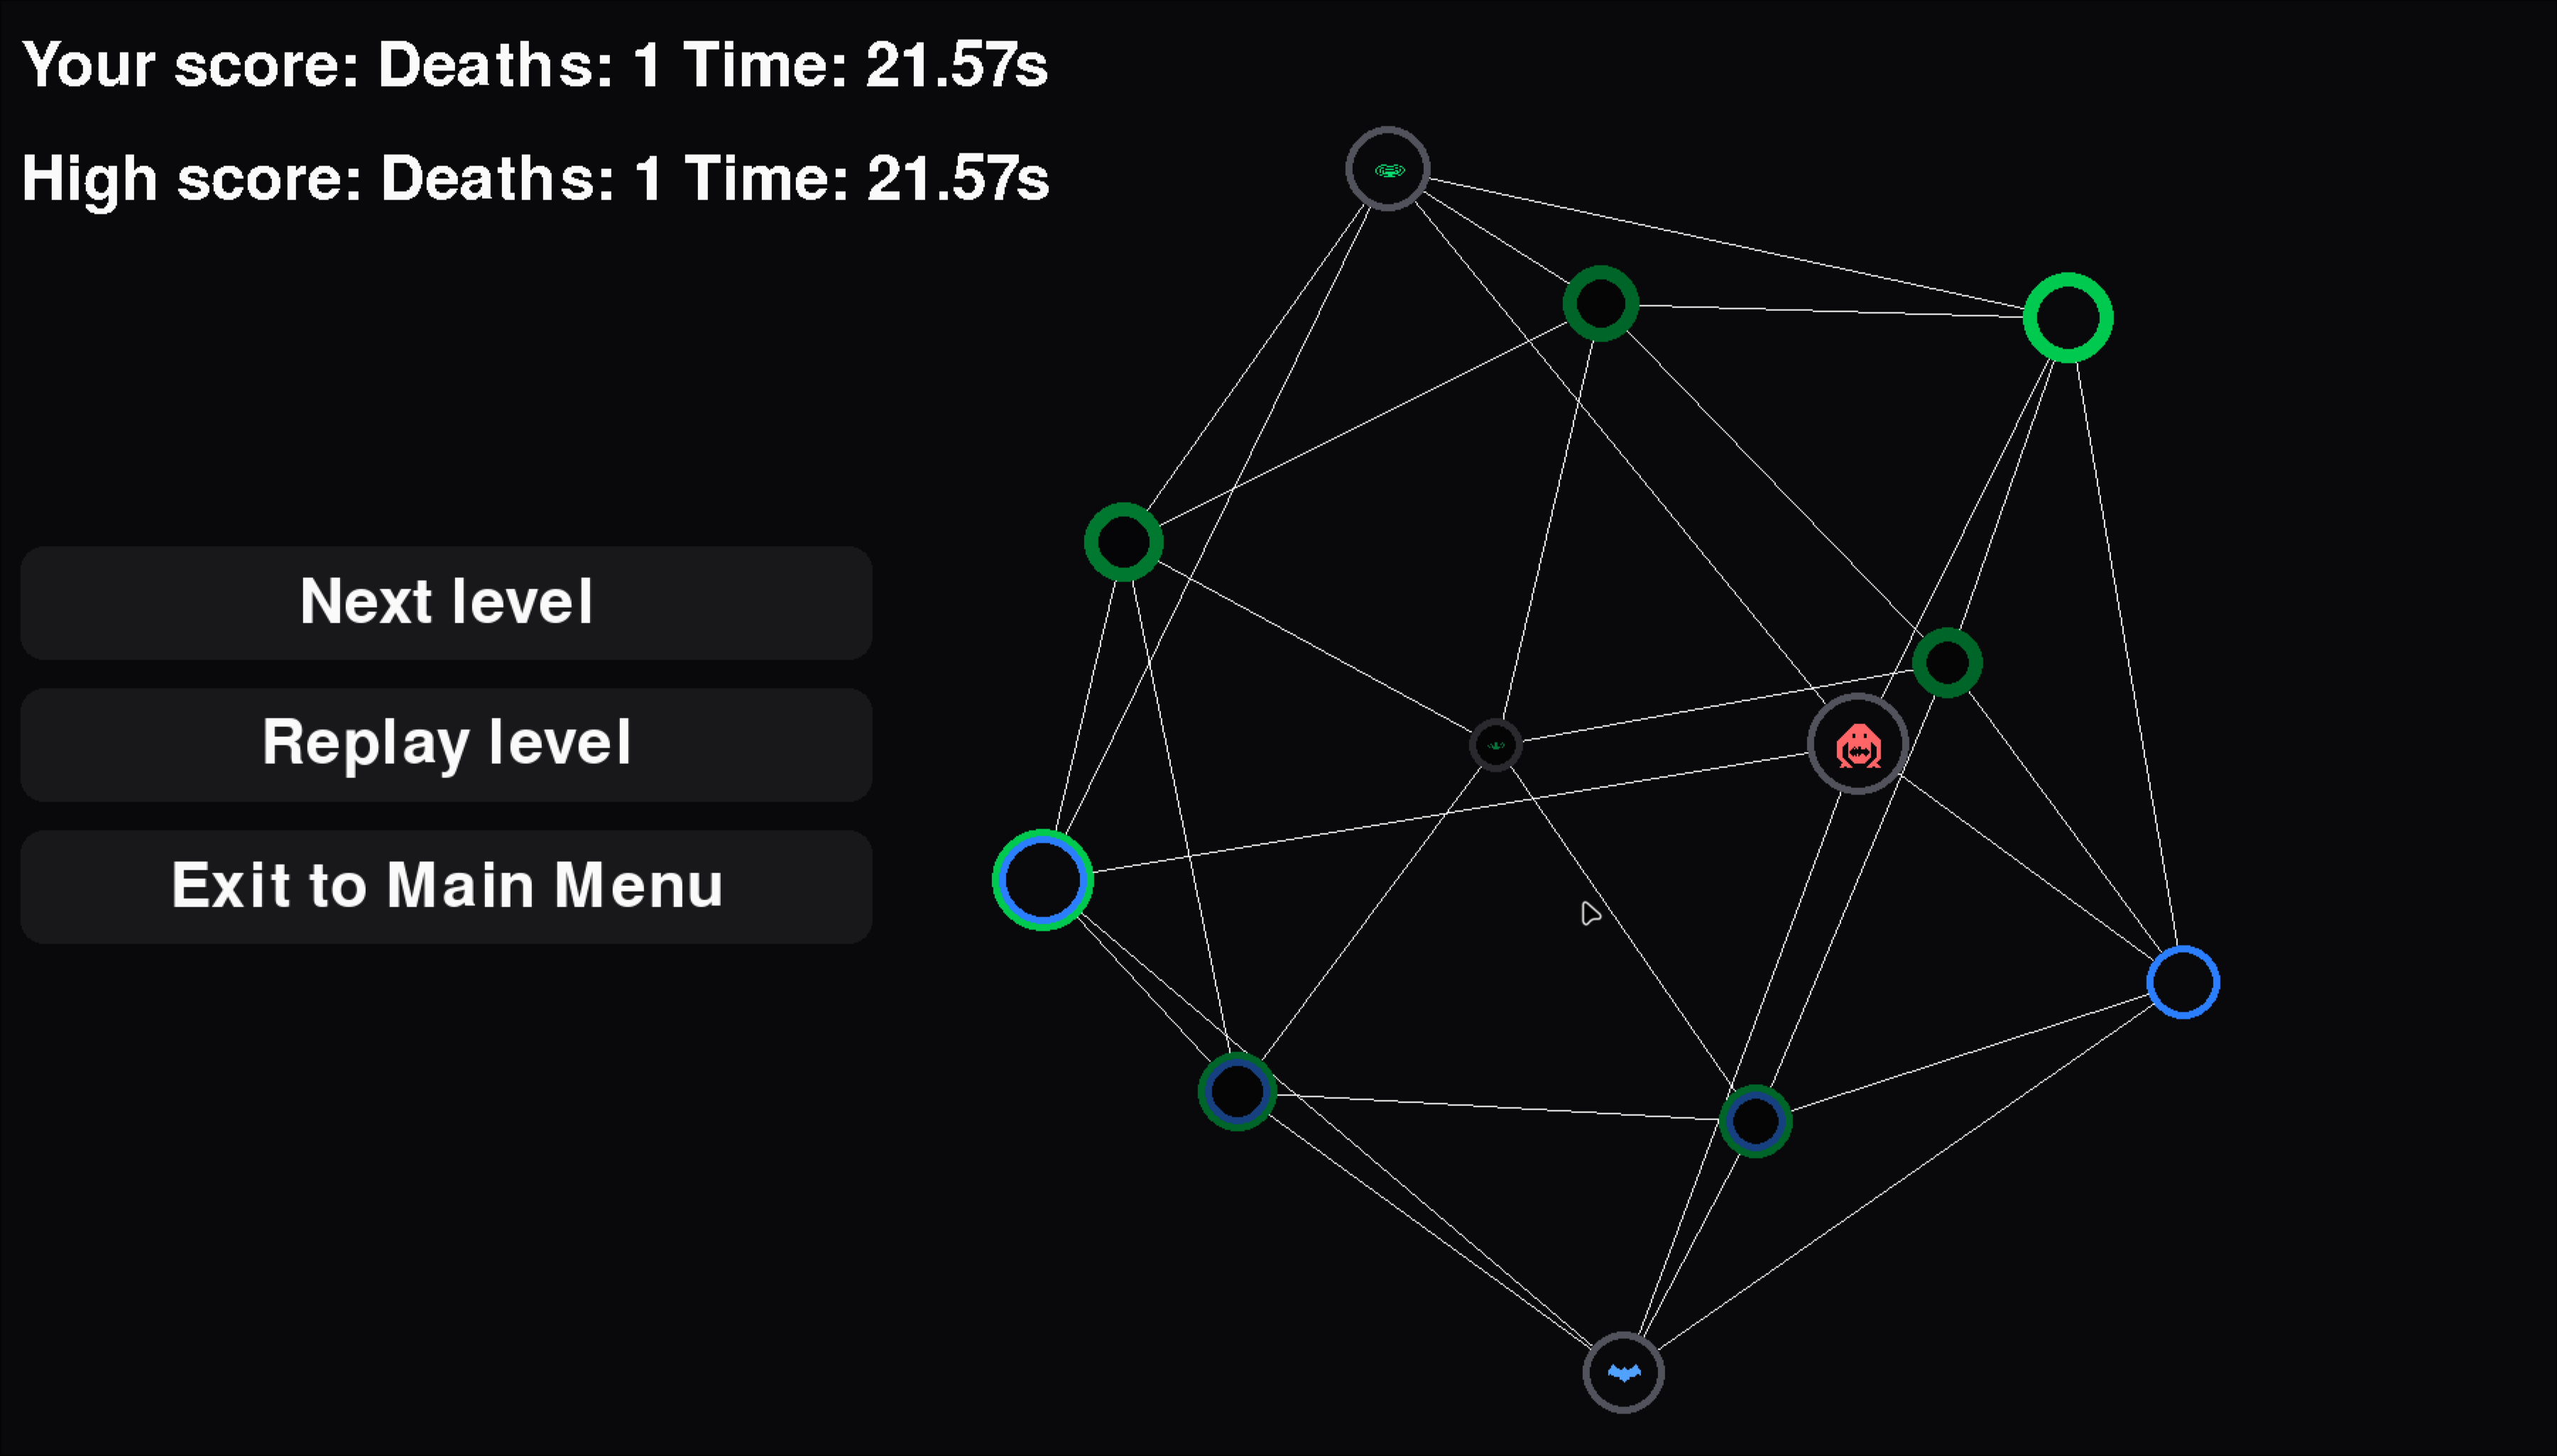 Your score: Deaths: 1 Time: 21.57s
High score: Deaths: 1 Time: 21.57s
Next level
Replay level
Exit to Main Menu